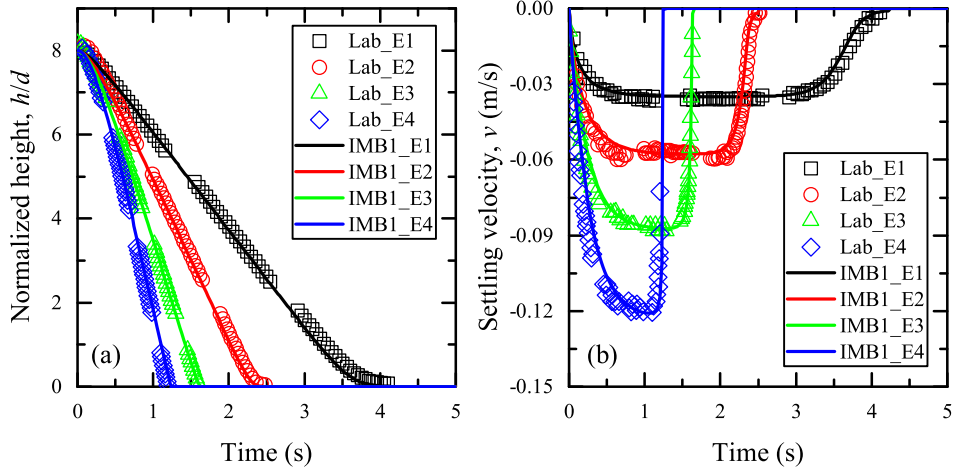 Normalized height, h/d
8
6
4
2
0
Lab_E1
Lab_E2
Lab_E3
Lab_E4
IMB1_E1
IMB1_E2
IMB1_E3
IMB1_E4
(a)
0 1 2 3 4 5
Time (s)
Settling velocity, v (m/s)
0.00
-0.03
-0.06
-0.09
-0.12
-0.15
Lab_E1
Lab_E2
Lab_E3
Lab_E4
IMB1_E1
IMB1_E2
IMB1_E3
IMB1_E4
(b)
0 1 2 3 4 5
Time (s)